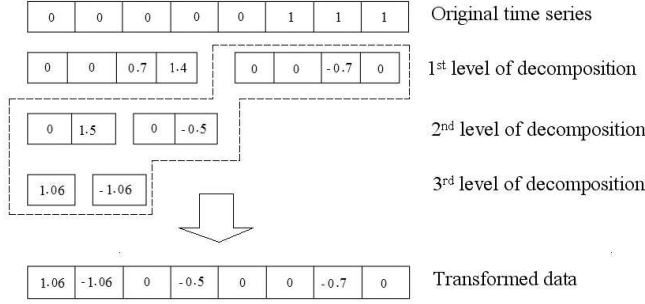 0 0 0 0 0 1 1 1 Original time series
0 0 0.7 1.4 0 0 -0.7 0 1st level of decomposition
0 1.5 0 -0.5 2nd level of decomposition
1.06 -1.06 3rd level of decomposition
1.06 -1.06 0 -0.5 0 0 -0.7 0 Transformed data